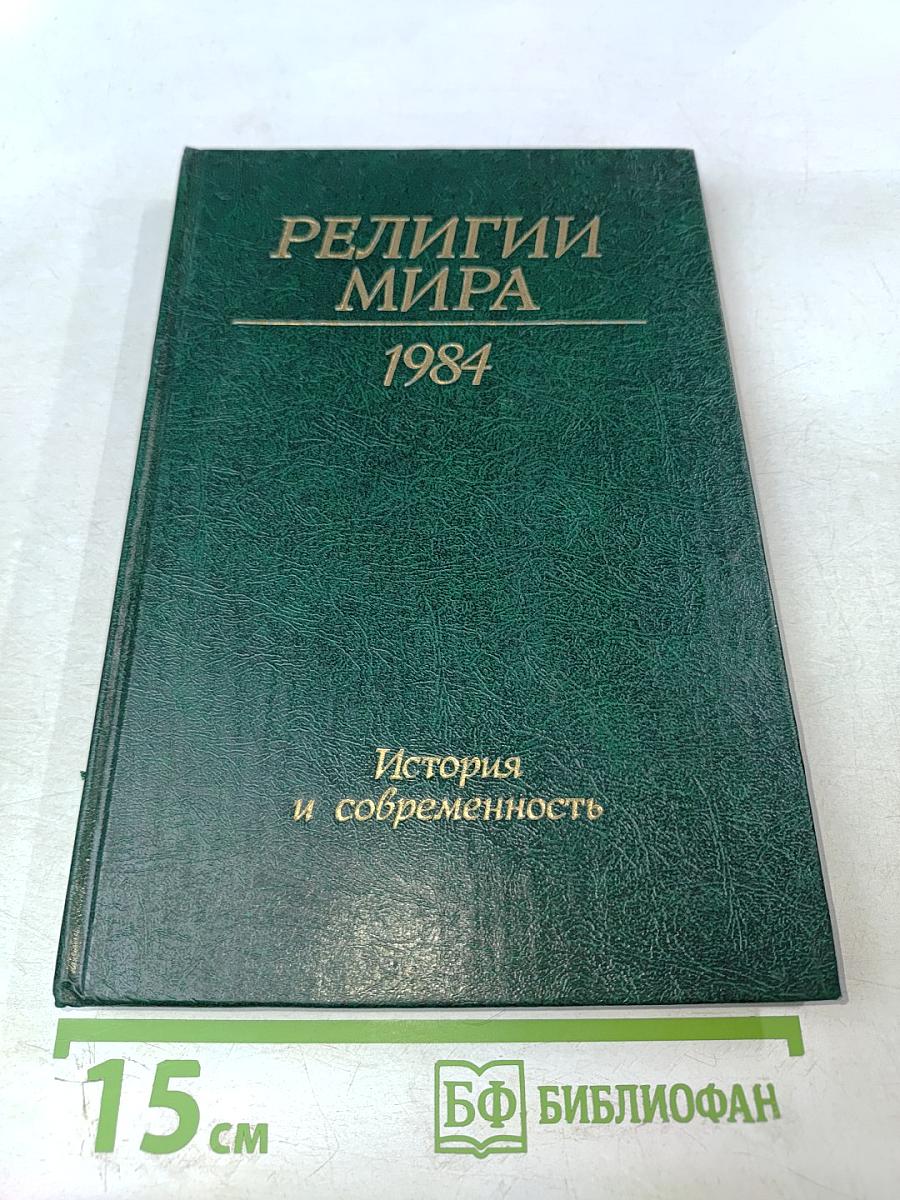 РЕЛИГИИ
МИРА
1984
История
и современность
15 см
БФ БИБЛИОФАН